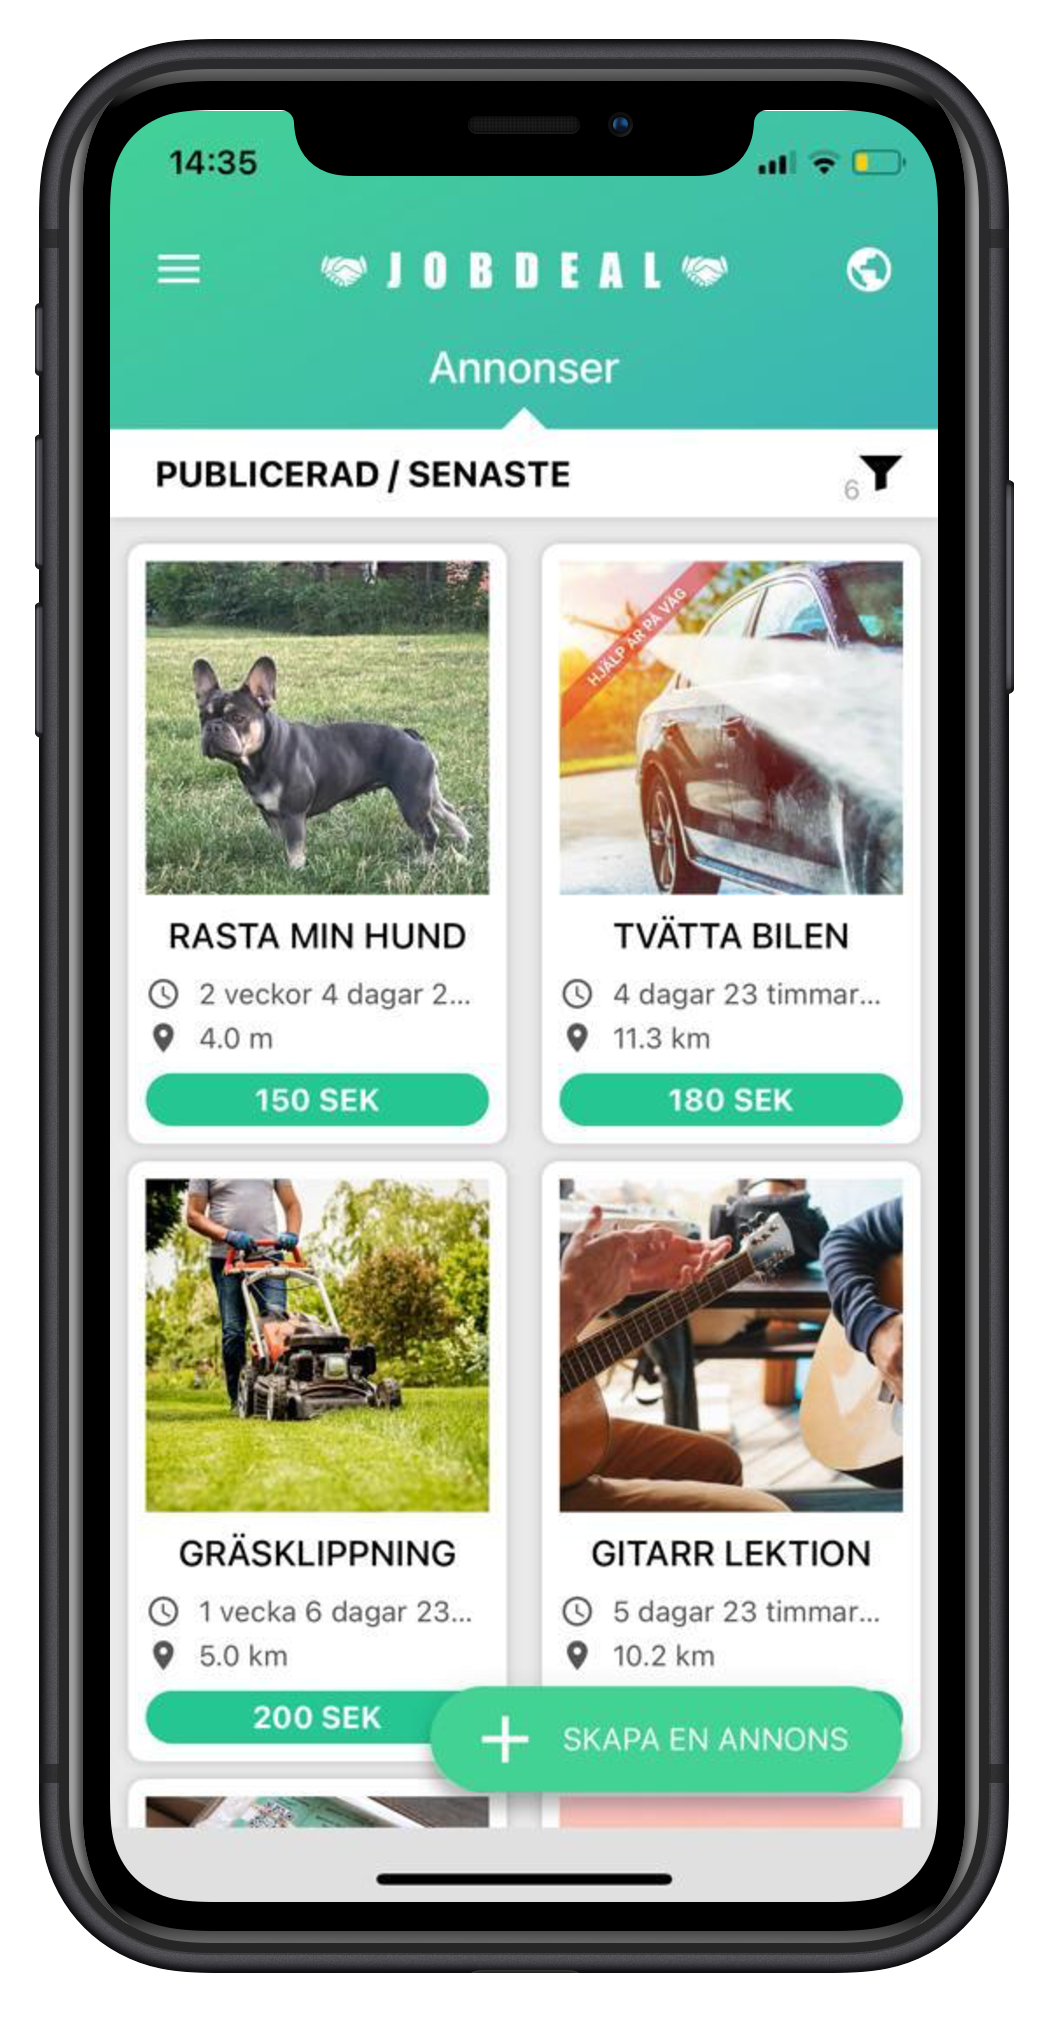 14:35
JOBDEAL
Annonser
PUBLICERAD / SENASTE
6
HJÄLP ÄR PÅ VÄG
RASTA MIN HUND
2 veckor 4 dagar 2...
4.0 m
150 SEK
TVÄTTA BILEN
4 dagar 23 timmar...
11.3 km
180 SEK
GRÄSKLIPPNING
1 vecka 6 dagar 23...
5.0 km
200 SEK
GITARR LEKTION
5 dagar 23 timmar...
10.2 km
SKAPA EN ANNONS